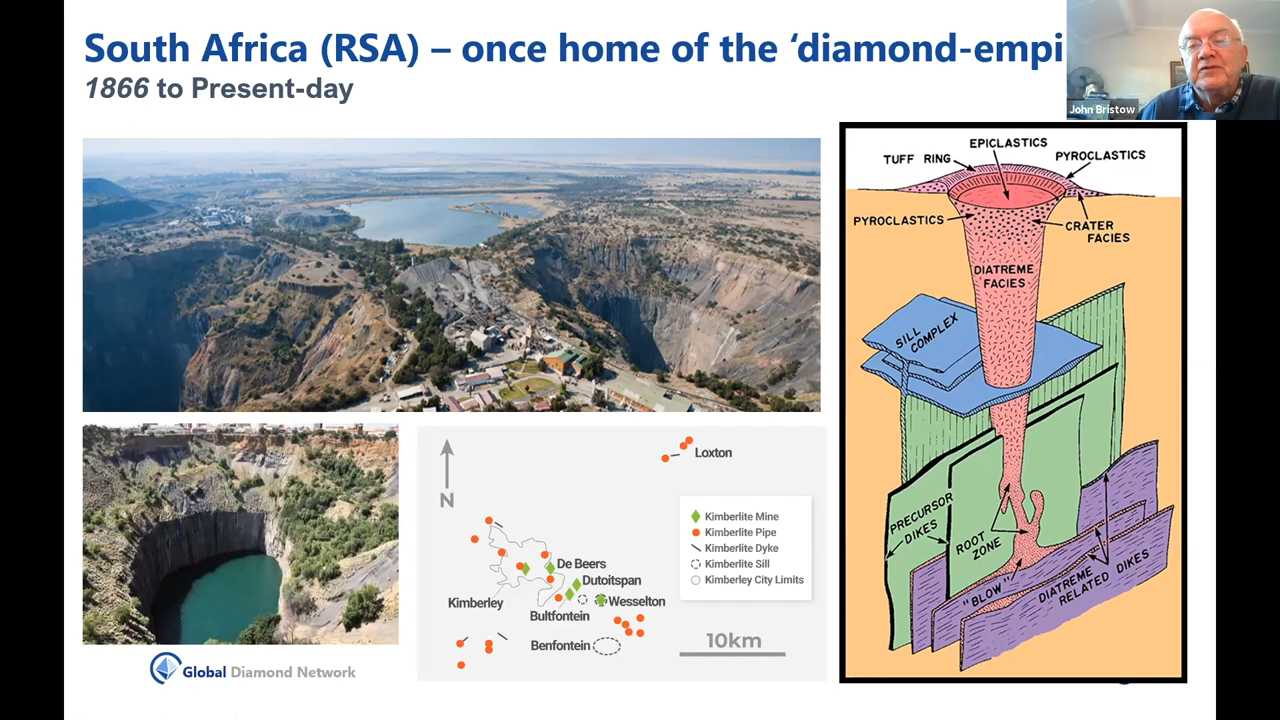 South Africa (RSA) – once home of the ‘diamond-empi
1866 to Present-day
John Bristow
EPICLASTICS
TUFF RING
PYROCLASTICS
PYROCLASTICS
CRATER
FACIES
DIATREME
FACIES
SILL
COMPLEX
PRECURSOR
DIKES
ROOT
ZONE
"BLOW"
DIATREME
RELATED DIKES
N
Loxton
Kimberlite Mine
Kimberlite Pipe
Kimberlite Dyke
Kimberlite Sill
Kimberley City Limits
De Beers
Dutoitspan
Kimberley
Wesselton
Bultfontein
Benfontein
10km
Global Diamond Network